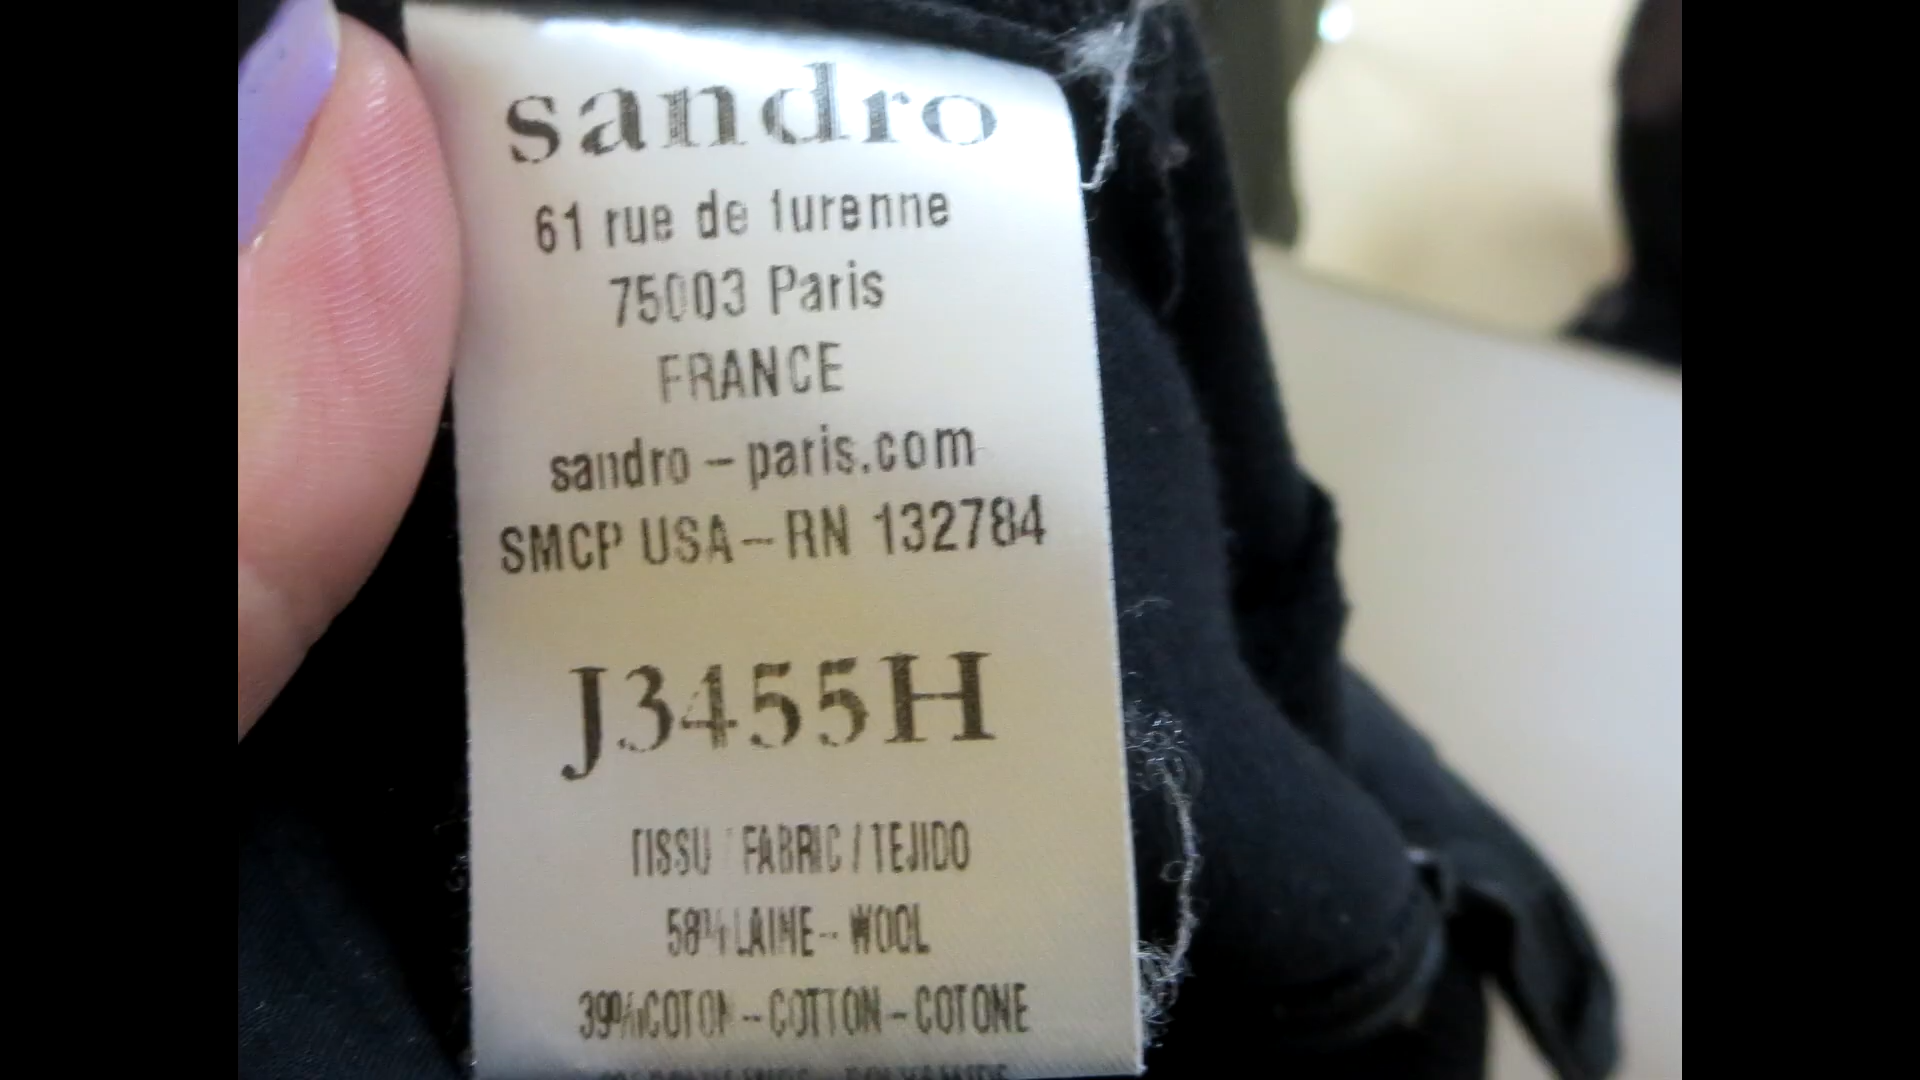 sandro
61 rue de turenne
75003 Paris
FRANCE
sandro - paris.com
SMCP USA - RN 132784
J3455H
TISSU / FABRIC / TEJIDO
58% LAINE - WOOL
39% COTON - COTTON - COTONE